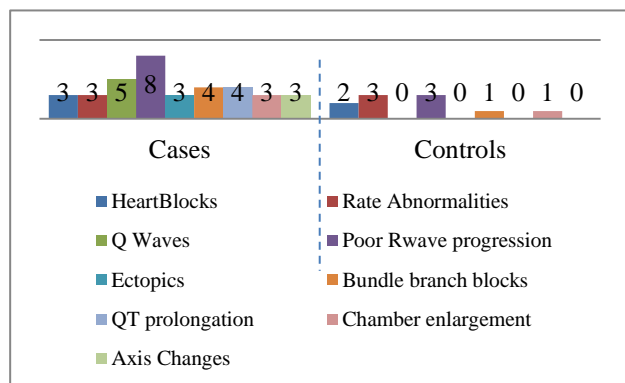 3 3 5 8 3 4 4 3 3 2 3 0 3 0 1 0 1 0
Cases Controls
HeartBlocks Rate Abnormalities
Q Waves Poor Rwave progression
Ectopics Bundle branch blocks
QT prolongation Chamber enlargement
Axis Changes